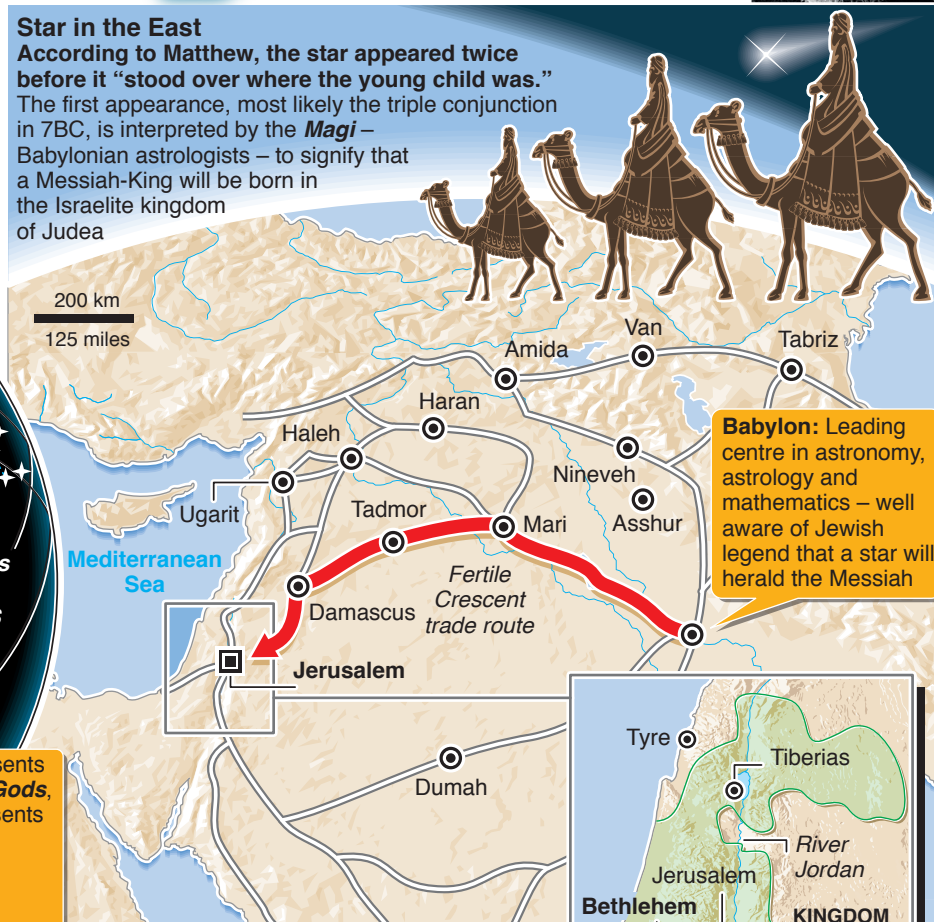 Star in the East
According to Matthew, the star appeared twice
before it “stood over where the young child was.”
The first appearance, most likely the triple conjunction
in 7BC, is interpreted by the Magi –
Babylonian astrologists – to signify that
a Messiah-King will be born in
the Israelite kingdom
of Judea
200 km
125 miles
Van
Tabriz
Amida
Haran
Haleh
Babylon: Leading
centre in astronomy,
astrology and
mathematics – well
aware of Jewish
legend that a star will
herald the Messiah
Nineveh
Ugarit
Tadmor
Mari
Asshur
Mediterranean
Sea
Fertile
Crescent
trade route
Damascus
Jerusalem
Tyre
Tiberias
Dumah
Gods,
River
Jordan
Jerusalem
Bethlehem
KINGDOM